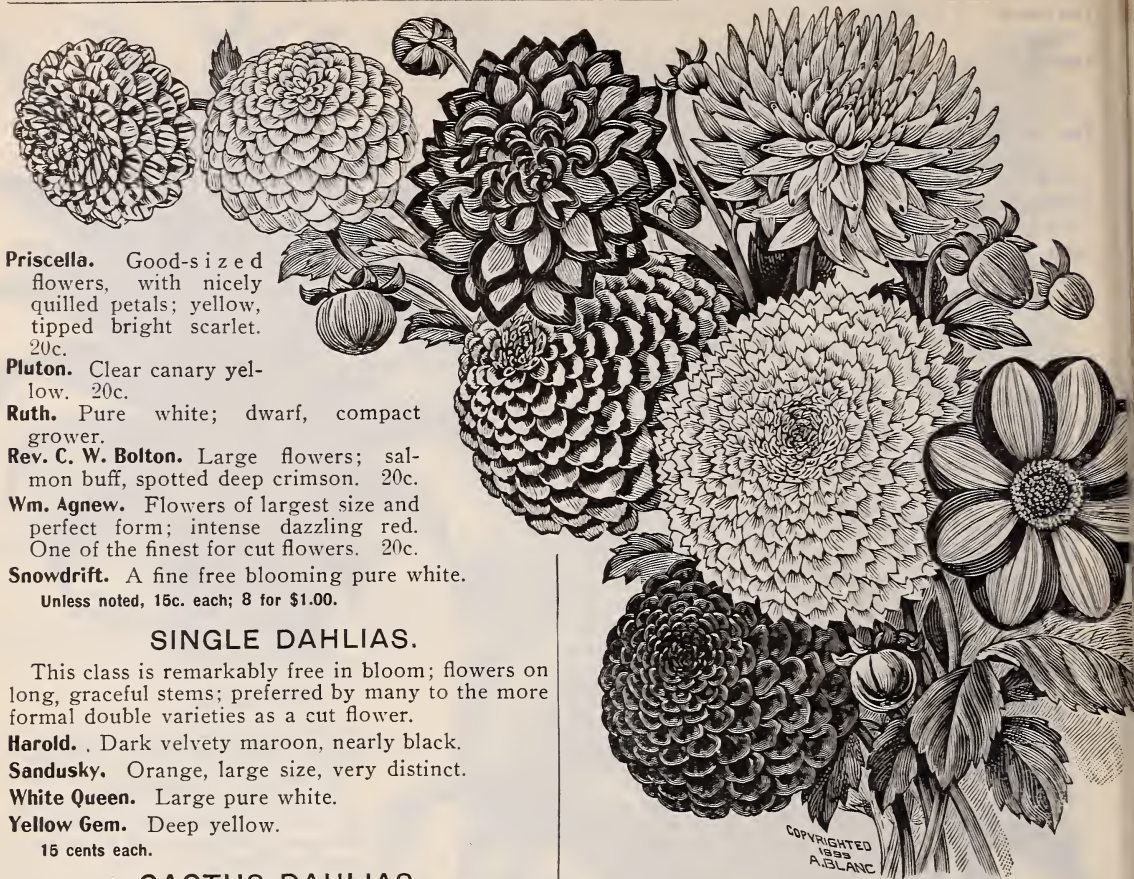 Priscella. Good-sized
flowers, with nicely
quilled petals; yellow,
tipped bright scarlet.
20c.
Pluton. Clear canary yel-
low. 20c.
Ruth. Pure white; dwarf, compact
grower.
Rev. C. W. Bolton. Large flowers; sal-
mon buff, spotted deep crimson. 20c.
Wm. Agnew. Flowers of largest size and
perfect form; intense dazzling red.
One of the finest for cut flowers. 20c.
Snowdrift. A fine free blooming pure white.
Unless noted, 15c. each; 8 for $1.00.
SINGLE DAHLIAS.
This class is remarkably free in bloom; flowers on
long, graceful stems; preferred by many to the more
formal double varieties as a cut flower.
Harold. . Dark velvety maroon, nearly black.
Sandusky. Orange, large size, very distinct.
White Queen. Large pure white.
Yellow Gem. Deep yellow.
15 cents each.
CACTUS DAHLIAS
COPYRIGHTED
1899
A.BLANC